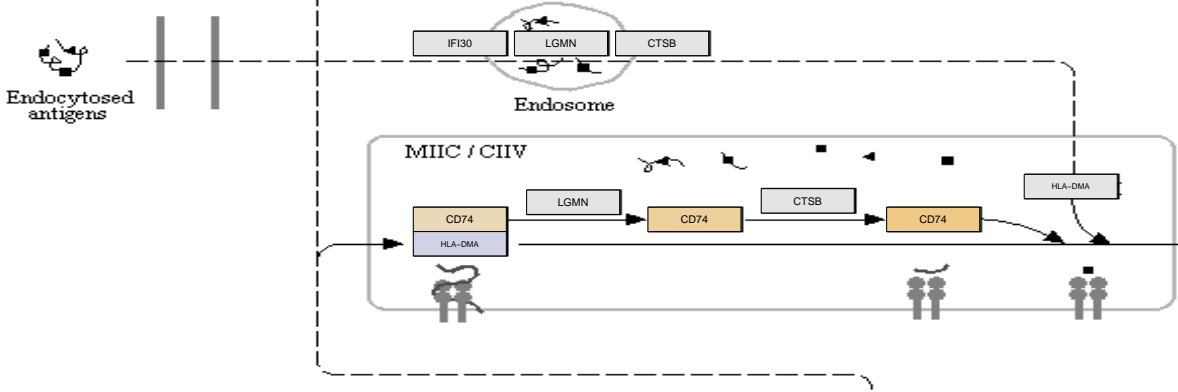 IFI30
LGMN
CTSB
Endocytosed
antigens
Endosome
MIIC / CIIV
HLA-DMA
LGMN
CTSB
CD74
CD74
CD74
HLA-DMA